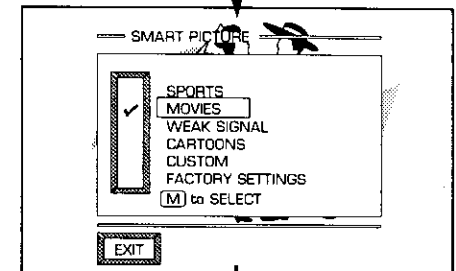 SMART PICTURE
SPORTS
MOVIES
WEAK SIGNAL
CARTOONS
CUSTOM
FACTORY SETTINGS
M to SELECT
EXIT